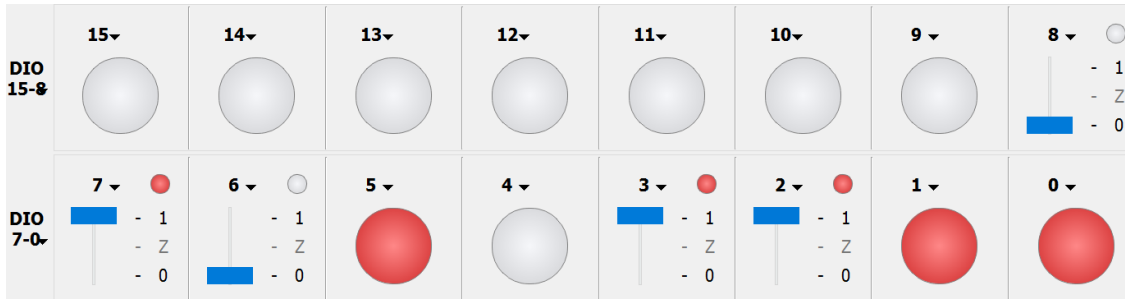 15 14 13 12 11 10 9 8
DIO
15-8
- 1
- Z
- 0
7 6 5 4 3 2 1 0
DIO
7-0
- 1 - 1 - 1 - 1
- Z - Z - Z - Z
- 0 - 0 - 0 - 0